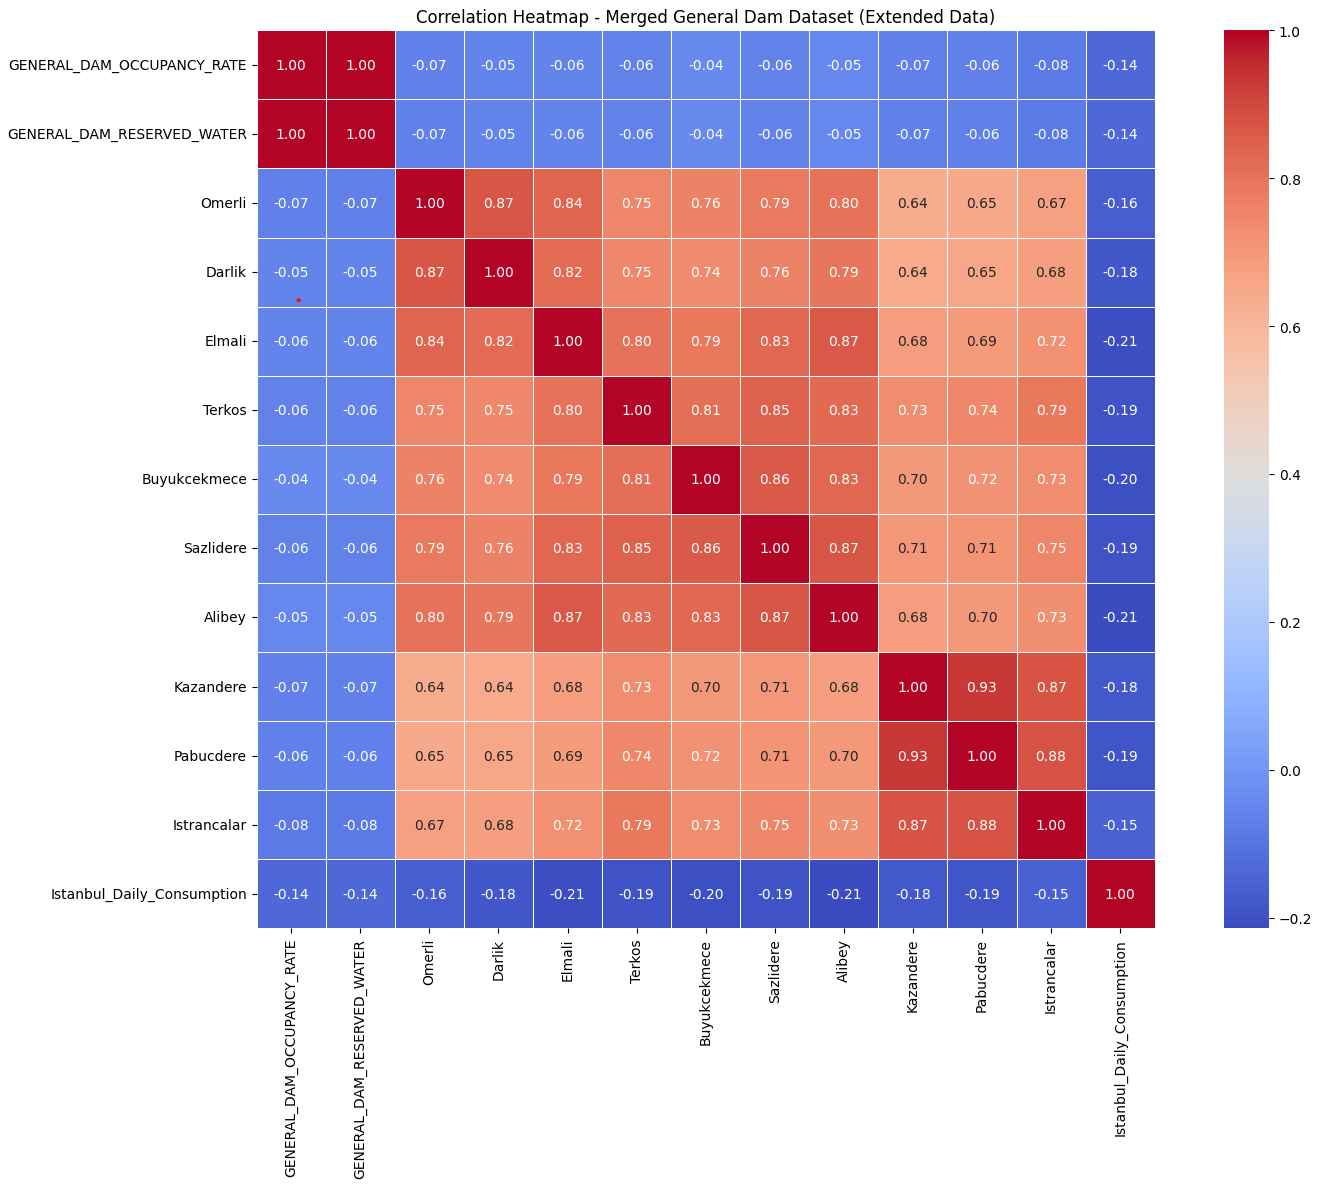 Correlation Heatmap - Merged General Dam Dataset (Extended Data)
GENERAL_DAM_OCCUPANCY_RATE 1.00 1.00 -0.07 -0.05 -0.06 -0.06 -0.04 -0.06 -0.05 -0.07 -0.06 -0.08 -0.14
GENERAL_DAM_RESERVED_WATER 1.00 1.00 -0.07 -0.05 -0.06 -0.06 -0.04 -0.06 -0.05 -0.07 -0.06 -0.08 -0.14
Omerli -0.07 -0.07 1.00 0.87 0.84 0.75 0.76 0.79 0.80 0.64 0.65 0.67 -0.16
Darlik -0.05 -0.05 0.87 1.00 0.82 0.75 0.74 0.76 0.79 0.64 0.65 0.68 -0.18
Elmali -0.06 -0.06 0.84 0.82 1.00 0.80 0.79 0.83 0.87 0.68 0.69 0.72 -0.21
Terkos -0.06 -0.06 0.75 0.75 0.80 1.00 0.81 0.85 0.83 0.73 0.74 0.79 -0.19
Buyukcekmece -0.04 -0.04 0.76 0.74 0.79 0.81 1.00 0.86 0.83 0.70 0.72 0.73 -0.20
Sazlidere -0.06 -0.06 0.79 0.76 0.83 0.85 0.86 1.00 0.87 0.71 0.71 0.75 -0.19
Alibey -0.05 -0.05 0.80 0.79 0.87 0.83 0.83 0.87 1.00 0.68 0.70 0.73 -0.21
Kazandere -0.07 -0.07 0.64 0.64 0.68 0.73 0.70 0.71 0.68 1.00 0.93 0.87 -0.18
Pabucdere -0.06 -0.06 0.65 0.65 0.69 0.74 0.72 0.71 0.70 0.93 1.00 0.88 -0.19
Istrancalar -0.08 -0.08 0.67 0.68 0.72 0.79 0.73 0.75 0.73 0.87 0.88 1.00 -0.15
Istanbul_Daily_Consumption -0.14 -0.14 -0.16 -0.18 -0.21 -0.19 -0.20 -0.19 -0.21 -0.18 -0.19 -0.15 1.00
GENERAL_DAM_OCCUPANCY_RATE
GENERAL_DAM_RESERVED_WATER
Omerli
Darlik
Elmali
Terkos
Buyukcekmece
Sazlidere
Alibey
Kazandere
Pabucdere
Istrancalar
Istanbul_Daily_Consumption
1.0
0.8
0.6
0.4
0.2
0.0
−0.2